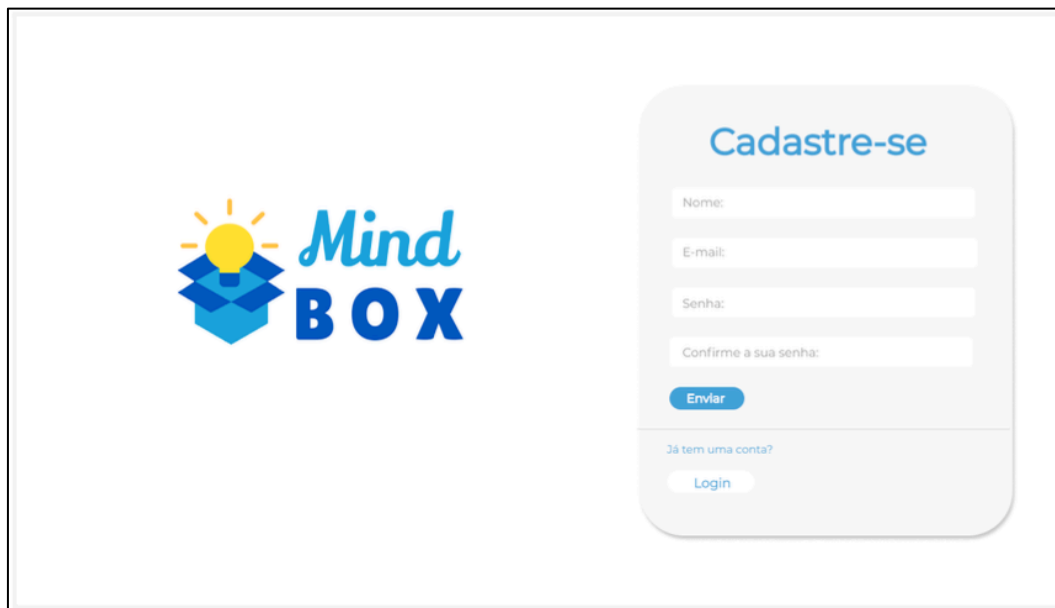 Mind
BOX
Cadastre-se
Nome:
E-mail:
Senha:
Confirme a sua senha:
Enviar
Já tem uma conta?
Login